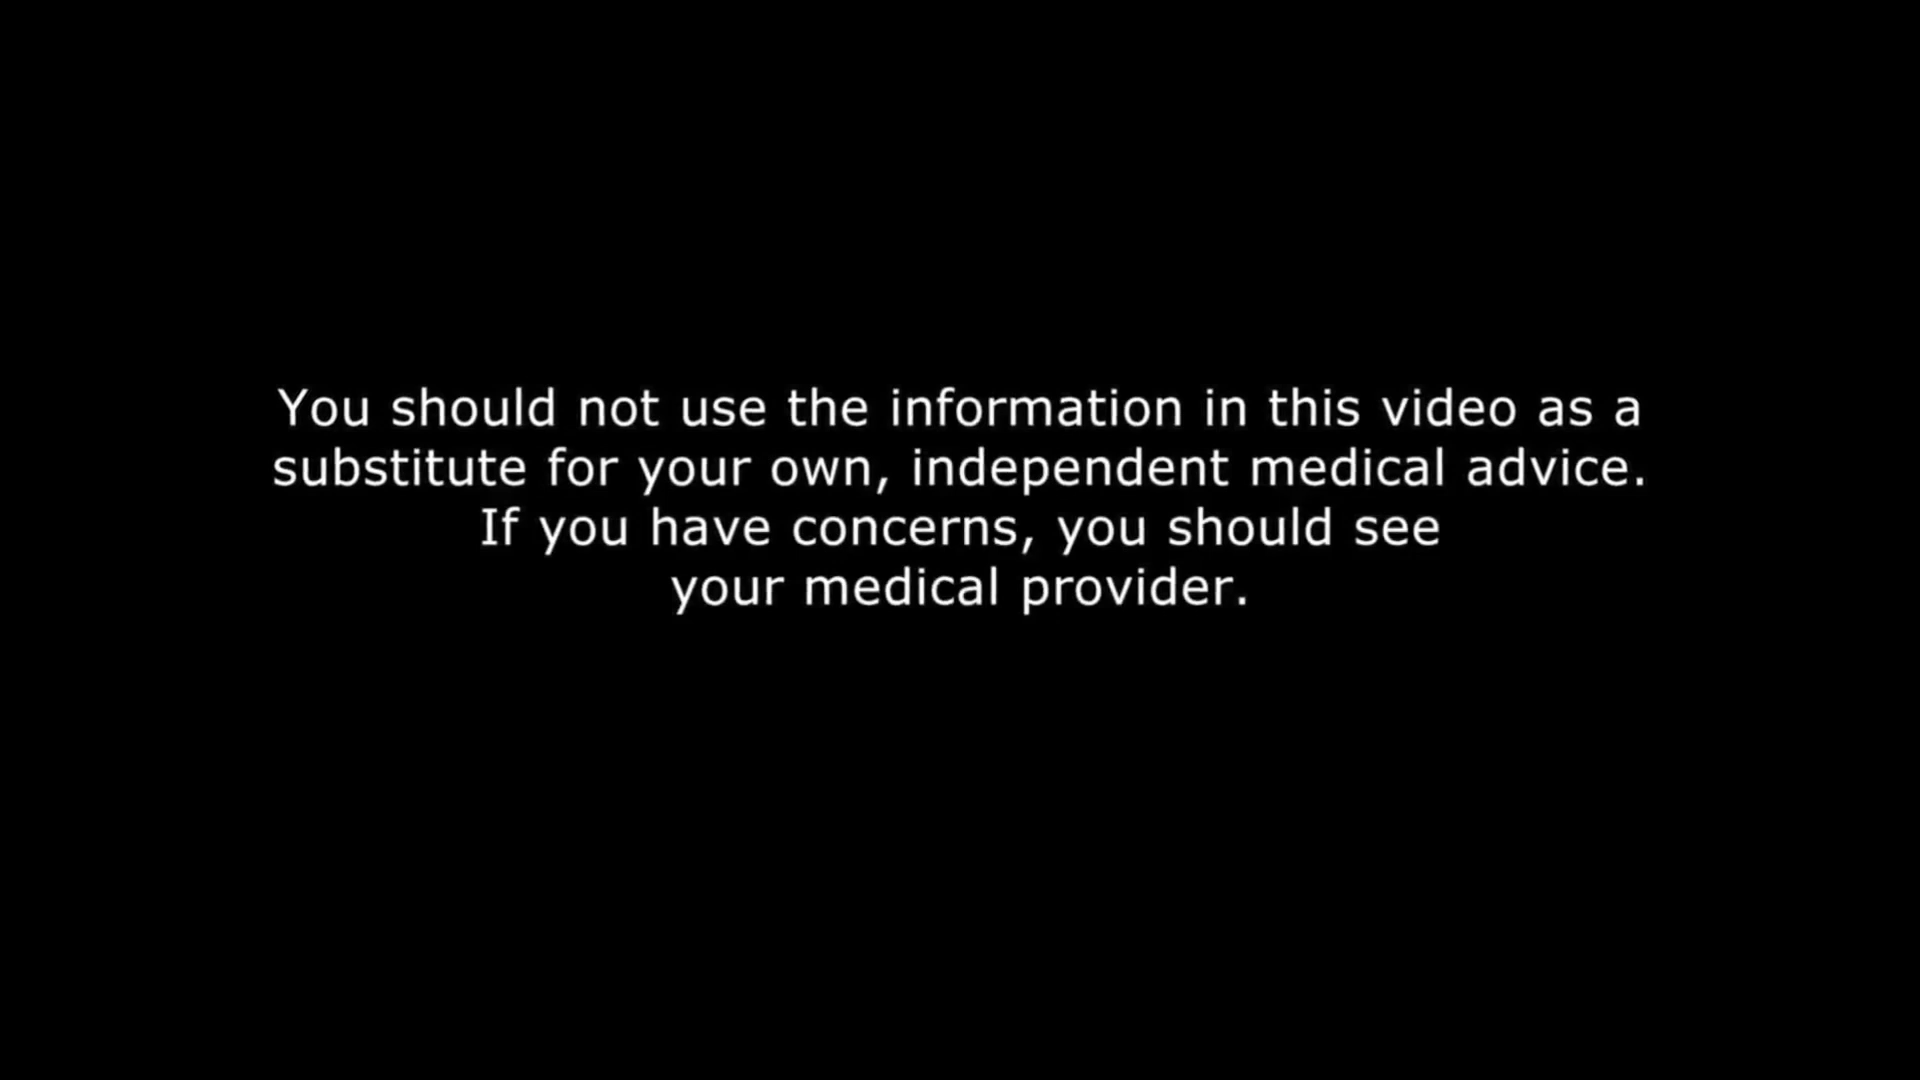 You should not use the information in this video as a
substitute for your own, independent medical advice.
If you have concerns, you should see
your medical provider.